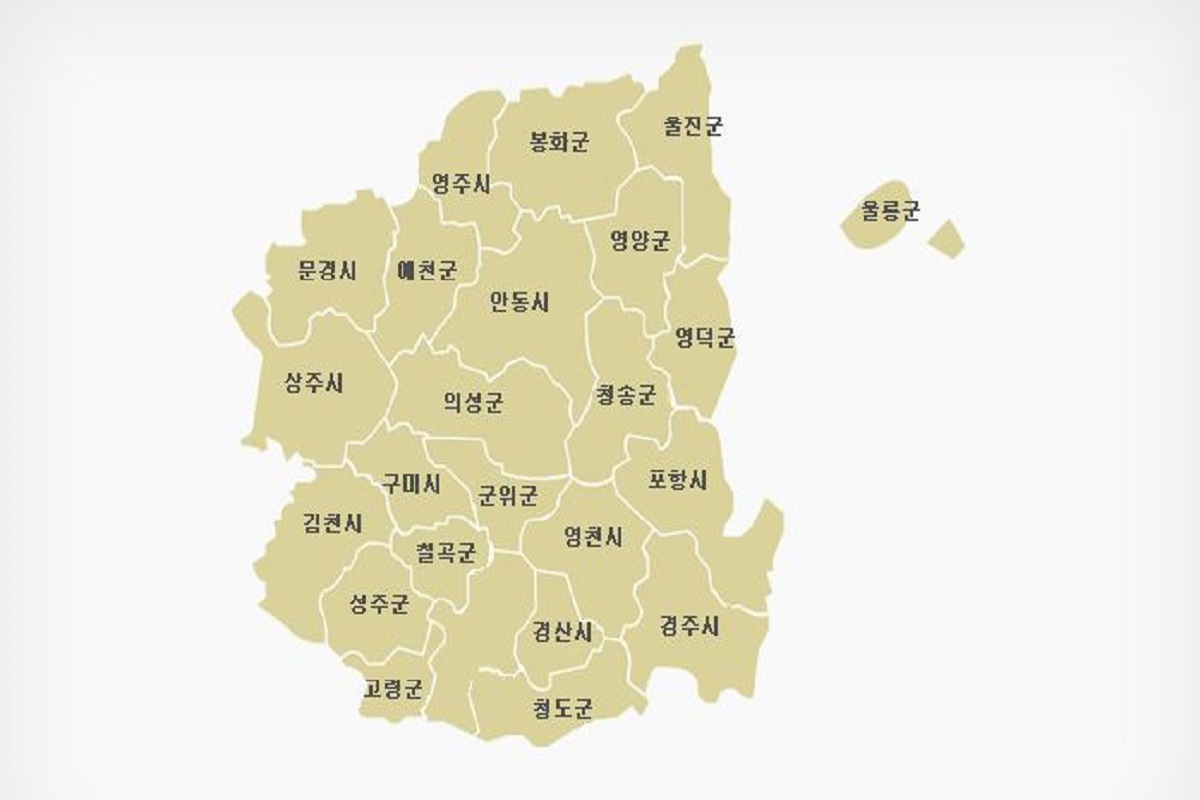 울진군
봉화군
영주시
울릉군
영양군
문경시
예천군
안동시
영덕군
상주시
청송군
의성군
포항시
구미시
군위군
김천시
영천시
칠곡군
성주군
경산시
경주시
고령군
청도군